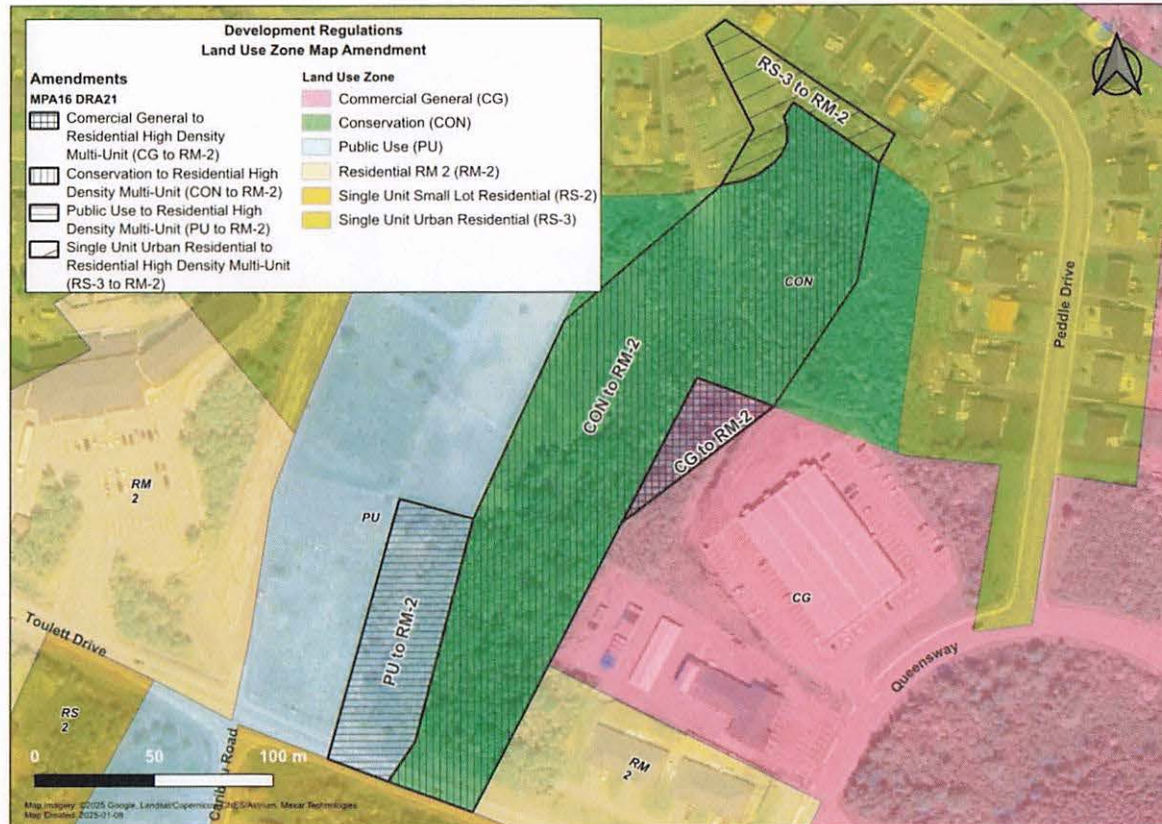 Development Regulations
Land Use Zone Map Amendment
Amendments
MPA16 DRA21
Comercial General to
Residential High Density
Multi-Unit (CG to RM-2)
Conservation to Residential High
Density Multi-Unit (CON to RM-2)
Public Use to Residential High
Density Multi-Unit (PU to RM-2)
Single Unit Urban Residential to
Residential High Density Multi-Unit
(RS-3 to RM-2)
Land Use Zone
Commercial General (CG)
Conservation (CON)
Public Use (PU)
Residential RM 2 (RM-2)
Single Unit Small Lot Residential (RS-2)
Single Unit Urban Residential (RS-3)
RS-3 to RM-2
CON
Peddle Drive
CON to RM-2
CG to RM-2
RM
2
PU
CG
PU to RM-2
Toulett Drive
Queensway
RS
2
RM
2
0 50 100 m
Map Imagery: ©2025 Google, Landsat/Copernicus, CNES/Airbus, Maxar Technologies
Map Created: 2025-01-08